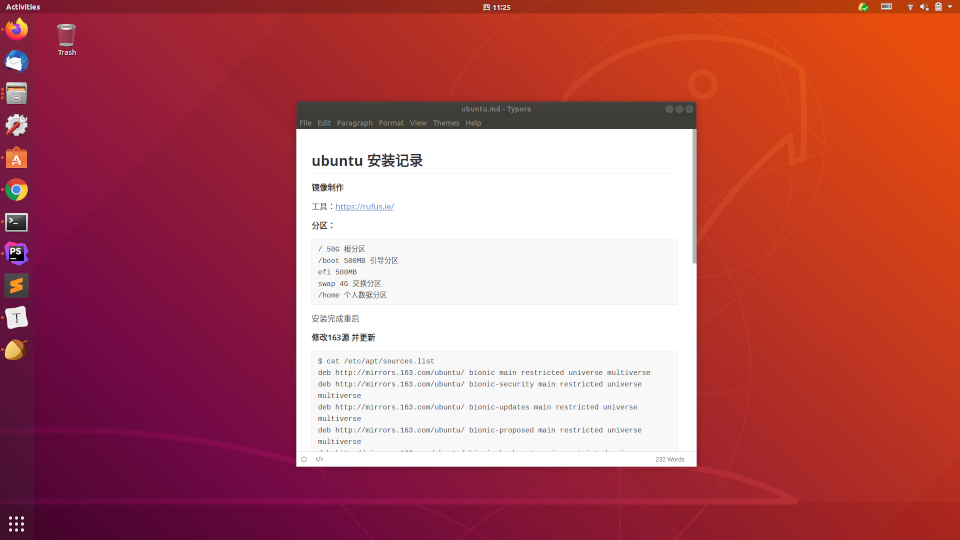 Activities
四 11:25
Trash
ubuntu.md - Typora
File Edit Paragraph Format View Themes Help
ubuntu 安装记录
镜像制作
工具：https://rufus.ie/
分区：
/ 50G 根分区
/boot 500MB 引导分区
efi 500MB
swap 4G 交换分区
/home 个人数据分区
安装完成重启
修改163源 并更新
$ cat /etc/apt/sources.list
deb http://mirrors.163.com/ubuntu/ bionic main restricted universe multiverse
deb http://mirrors.163.com/ubuntu/ bionic-security main restricted universe
multiverse
deb http://mirrors.163.com/ubuntu/ bionic-updates main restricted universe
multiverse
deb http://mirrors.163.com/ubuntu/ bionic-proposed main restricted universe
multiverse
232 Words
PS
T